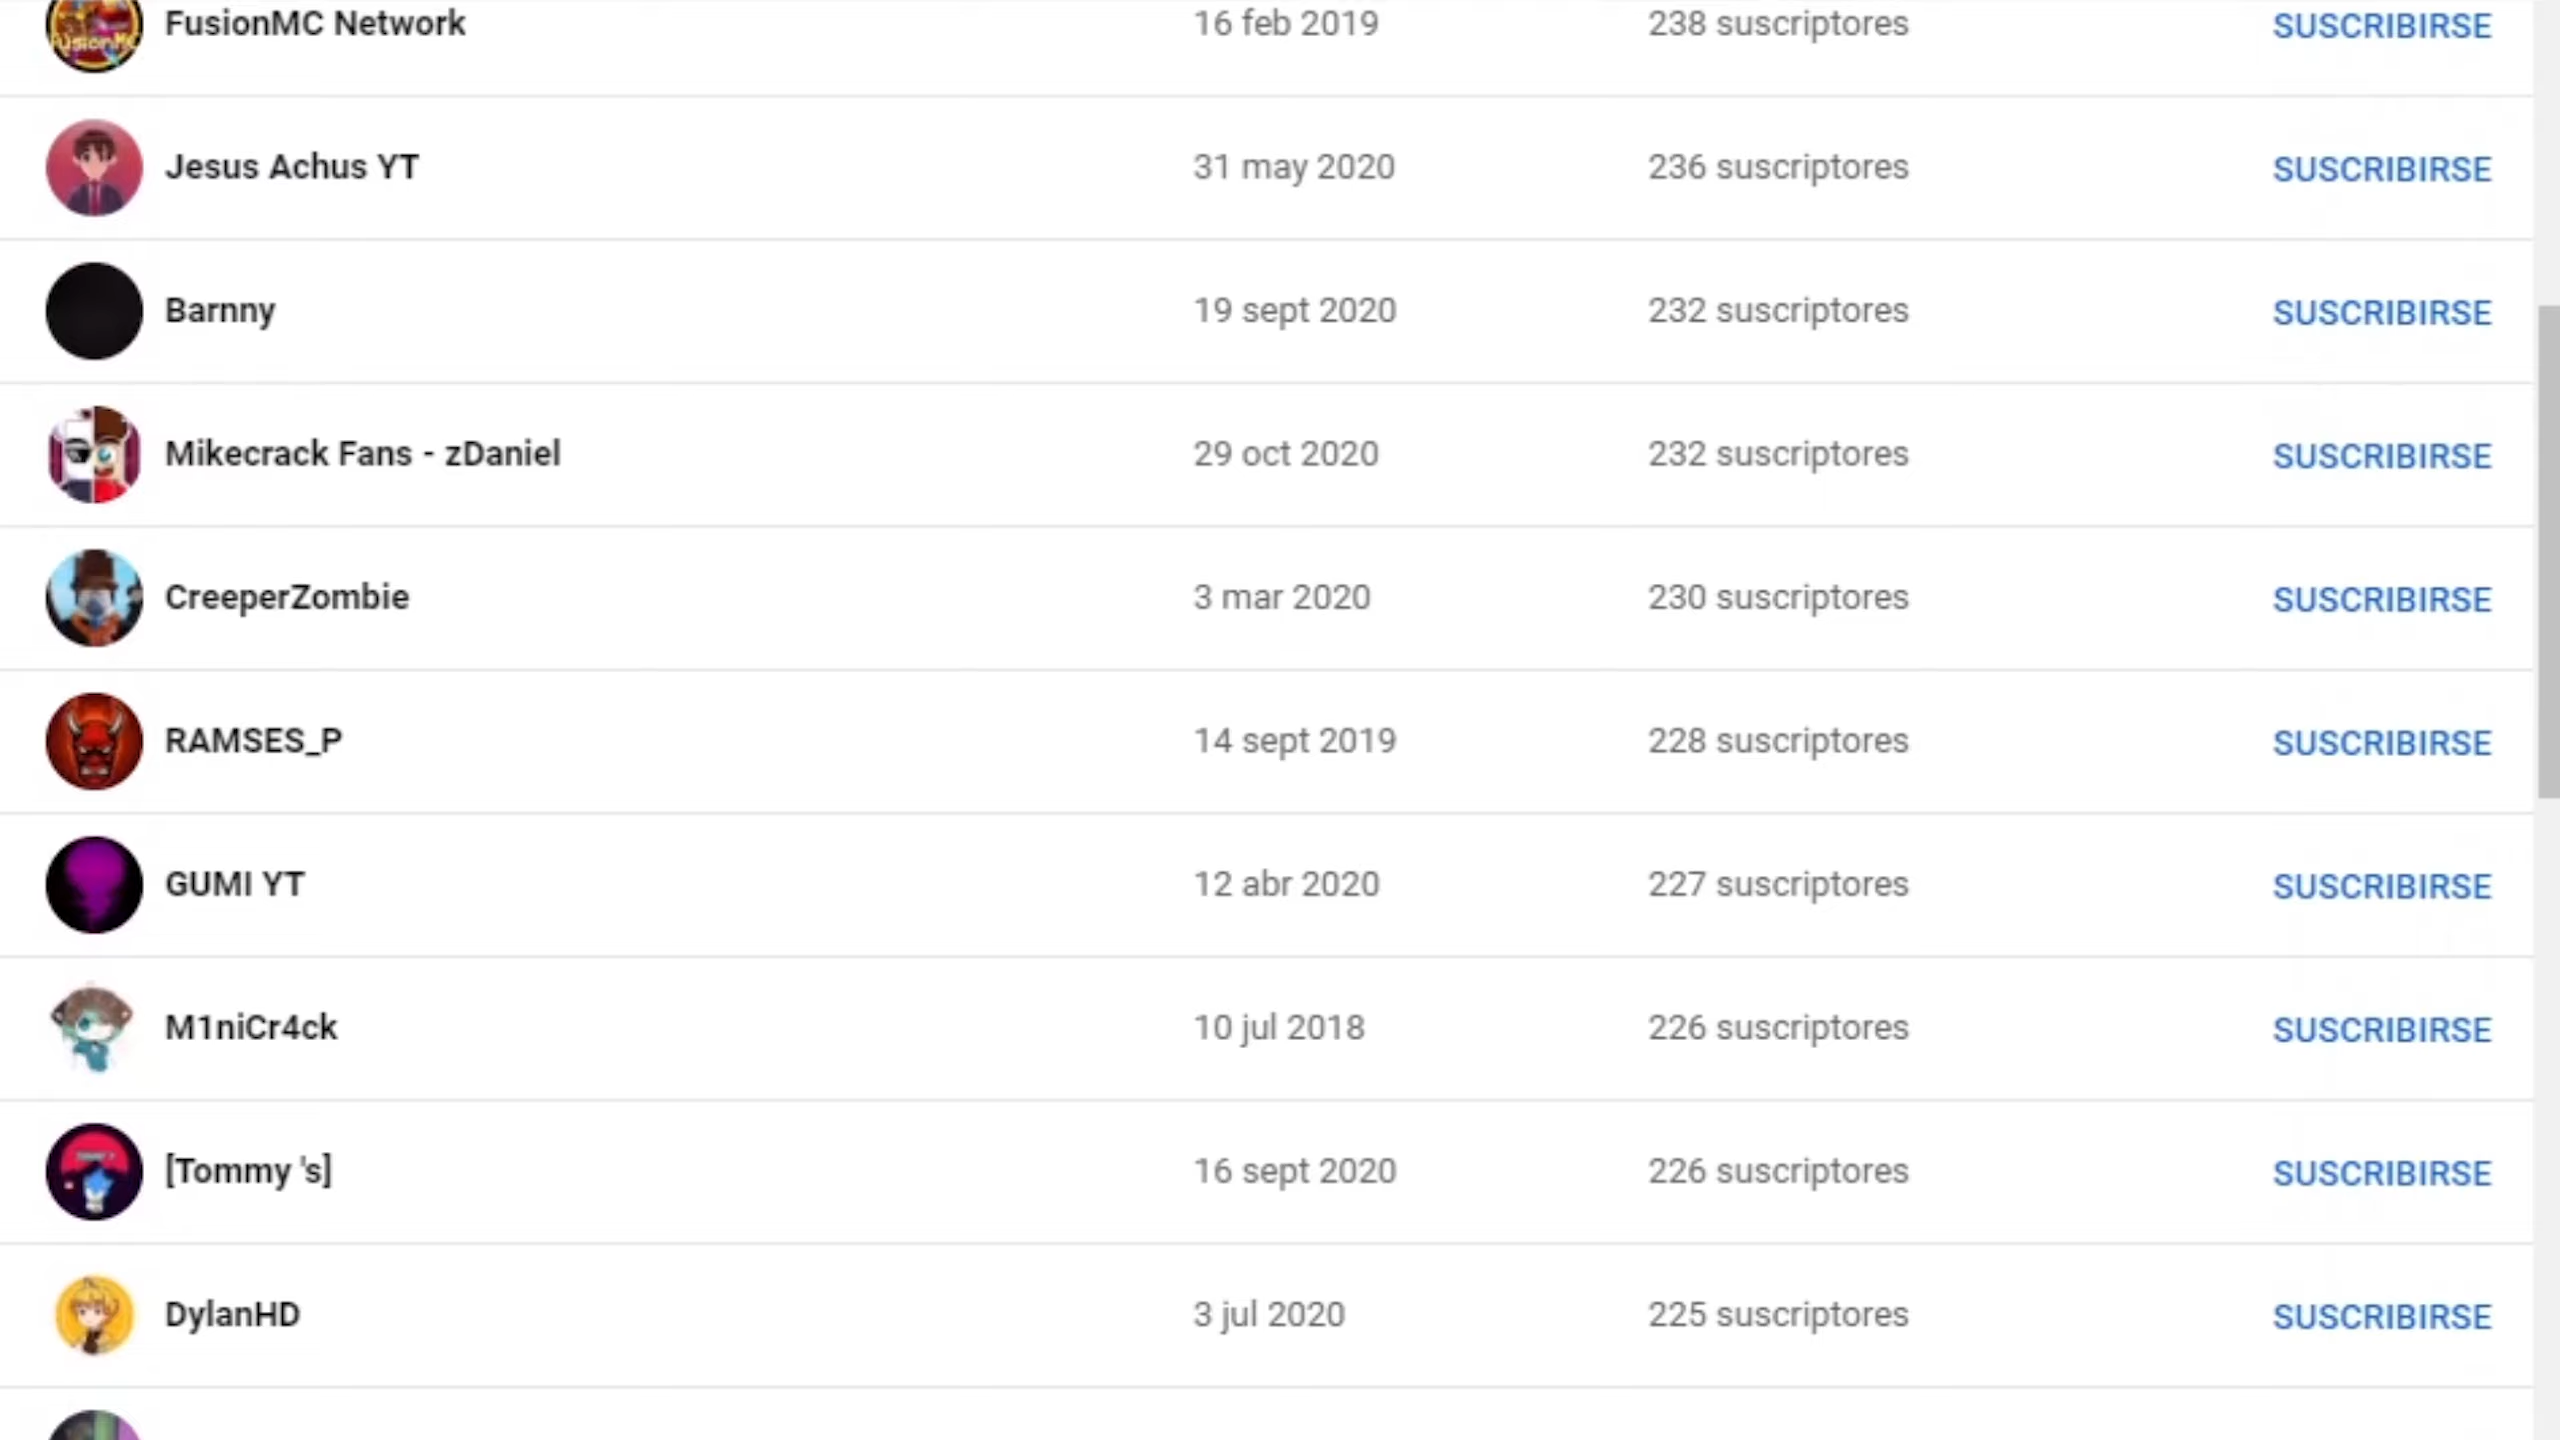 FusionMC Network 16 feb 2019 238 suscriptores SUSCRIBIRSE
Jesus Achus YT 31 may 2020 236 suscriptores SUSCRIBIRSE
Barnny 19 sept 2020 232 suscriptores SUSCRIBIRSE
Mikecrack Fans - zDaniel 29 oct 2020 232 suscriptores SUSCRIBIRSE
CreeperZombie 3 mar 2020 230 suscriptores SUSCRIBIRSE
RAMSES_P 14 sept 2019 228 suscriptores SUSCRIBIRSE
GUMI YT 12 abr 2020 227 suscriptores SUSCRIBIRSE
M1niCr4ck 10 jul 2018 226 suscriptores SUSCRIBIRSE
[Tommy 's] 16 sept 2020 226 suscriptores SUSCRIBIRSE
DylanHD 3 jul 2020 225 suscriptores SUSCRIBIRSE